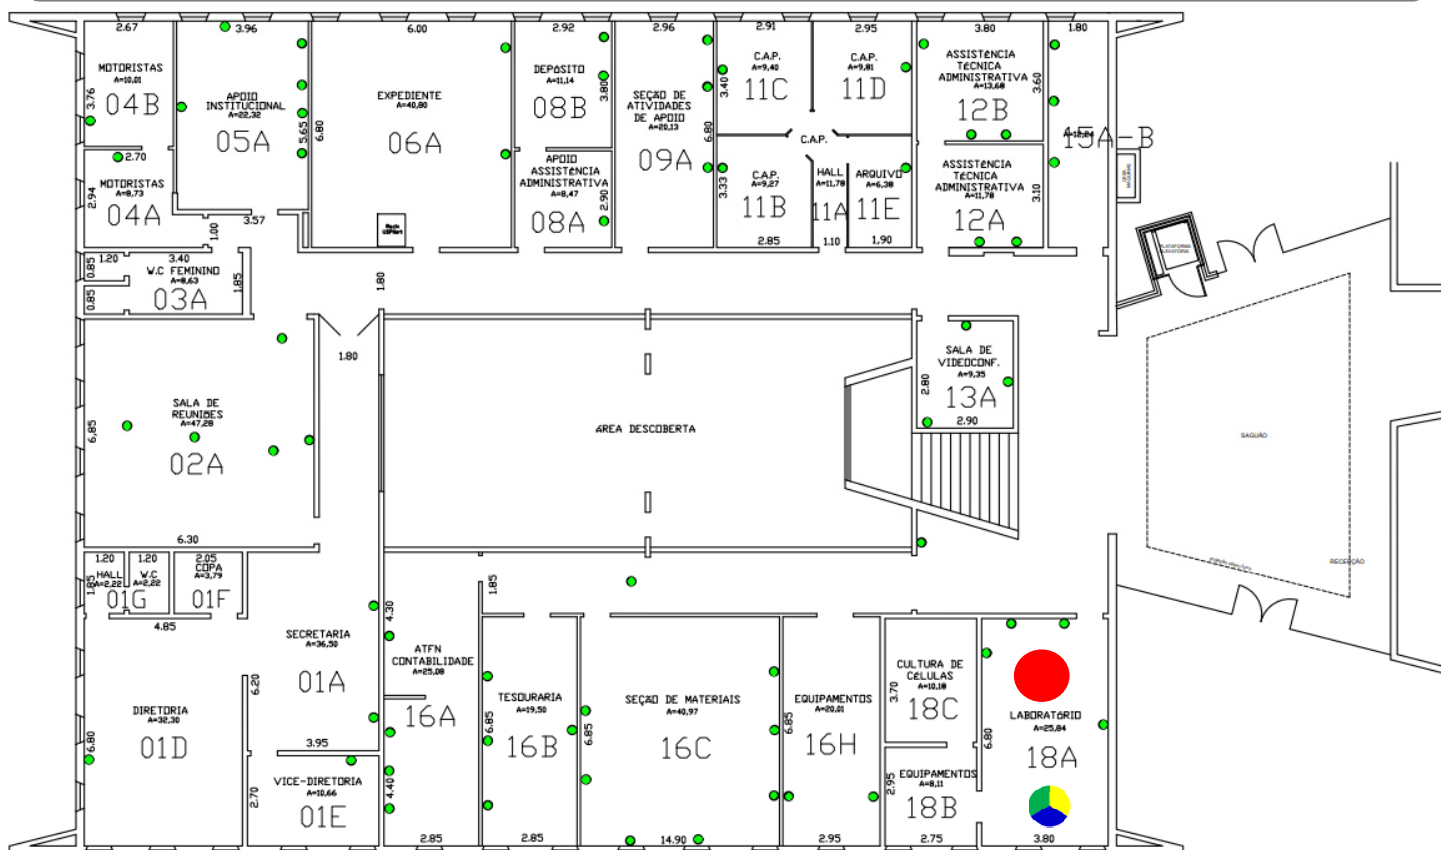 2.67
3.96
6.00
2.92
2.96
2.91
2.95
3.80
1.80
MOTORISTAS
A=10,01
04B
3.76
APOIO
INSTITUCIONAL
A=22,32
05A
5.65
EXPEDIENTE
A=40,80
06A
6.80
DEPÓSITO
A=11,14
08B
3.80
SEÇÃO DE
ATIVIDADES
DE APOIO
A=20,13
09A
6.80
C.A.P.
A=9,40
11C
3.40
C.A.P.
A=9,81
11D
ASSISTÊNCIA
TÉCNICA
ADMINISTRATIVA
A=13,68
12B
3.60
15A-B
C.A.P.
2.70
MOTORISTAS
A=8,73
04A
2.94
APOIO
ASSISTÊNCIA
ADMINISTRATIVA
A=8,47
08A
2.90
C.A.P.
A=9,27
11B
3.33
2.85
HALL
A=11,78
11A
1.10
ARQUIVO
A=6,38
11E
1,90
ASSISTÊNCIA
TÉCNICA
ADMINISTRATIVA
A=11,78
12A
3.10
3.57
1.00
PLATAFORMA
1.20
3.40
0.85
0.85
W.C FEMININO
A=8,63
03A
1.85
1.80
1.80
SALA DE
REUNIÕES
A=47,28
02A
6,85
6.30
ÁREA DESCOBERTA
SALA DE
VIDEOCONF.
A=9,35
13A
2.80
2.90
SAGUÃO
RECEPÇÃO
1.20
1.20
2.05
HALL
A=2,22
01G
1.85
W.C
A=2,22
COPA
A=3,79
01F
4.85
SECRETARIA
A=36,50
01A
6.20
3.95
4.30
1.85
ATFN
CONTABILIDADE
A=25,08
16A
4.40
2.85
TESOURARIA
A=19,50
16B
6.85
2.85
SEÇÃO DE MATERIAIS
A=40,97
16C
6.85
14.90
EQUIPAMENTOS
A=20,01
16H
6.85
2.95
CULTURA DE
CÉLULAS
A=10,18
18C
3.70
LABORATÓRIO
A=25,84
18A
6.80
3.80
EQUIPAMENTOS
A=8,11
18B
2.95
2.75
DIRETORIA
A=32,30
01D
6.80
VICE-DIRETORIA
A=10,66
01E
2.70